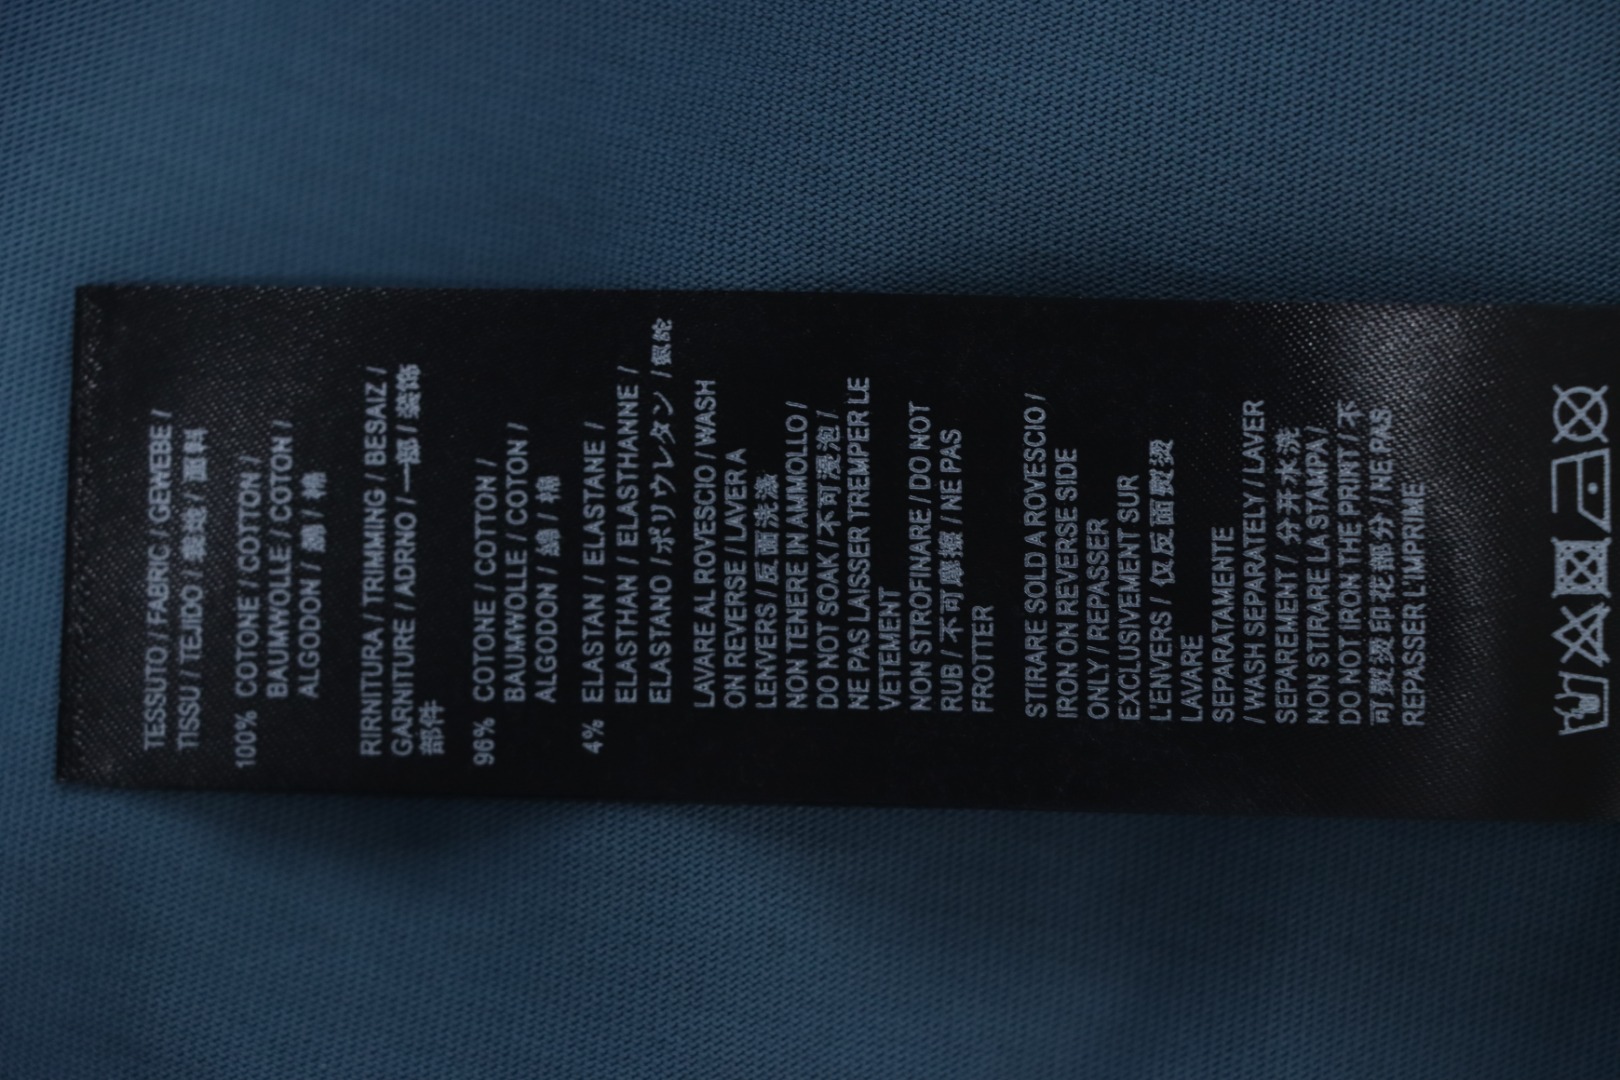 TESSUTO / FABRIC / GEWEBE /
TISSU / TEJIDO / 面料
100% COTONE / COTTON /
BAUMWOLLE / COTON /
ALGODON / 綿 / 棉
RIRNITURA / TRIMMING / BESAIZ /
GARNITURE / ADRNO / 一部 / 装饰
部件
96% COTONE / COTTON /
BAUMWOLLE / COTON /
ALGODON / 綿 / 棉
4% ELASTAN / ELASTANE /
ELASTHAN / ELASTHANNE /
ELASTANO / ポリウレタン /
LAVARE AL ROVESCIO / WASH
ON REVERSE / LAVER A
LENVERS / 反面洗涤
NON TENERE IN AMMOLLO /
DO NOT SOAK / 不可浸泡 /
NE PAS LAISSER TREMPER LE
VETEMENT
NON STROFINARE / DO NOT
RUB / 不可摩擦 / NE PAS
FROTTER
STIRARE SOLD A ROVESCIO /
IRON ON REVERSE SIDE
ONLY / REPASSER
EXCLUSIVEMENT SUR
L'ENVERS / 仅反面熨烫
LAVARE
SEPARATAMENTE
/ WASH SEPARATELY / LAVER
SEPAREMENT / 分开水洗
NON STIRARE LA STAMPA /
DO NOT IRON THE PRINT / 不
可熨烫印花部分 / NE PAS
REPASSER L'IMPRIME